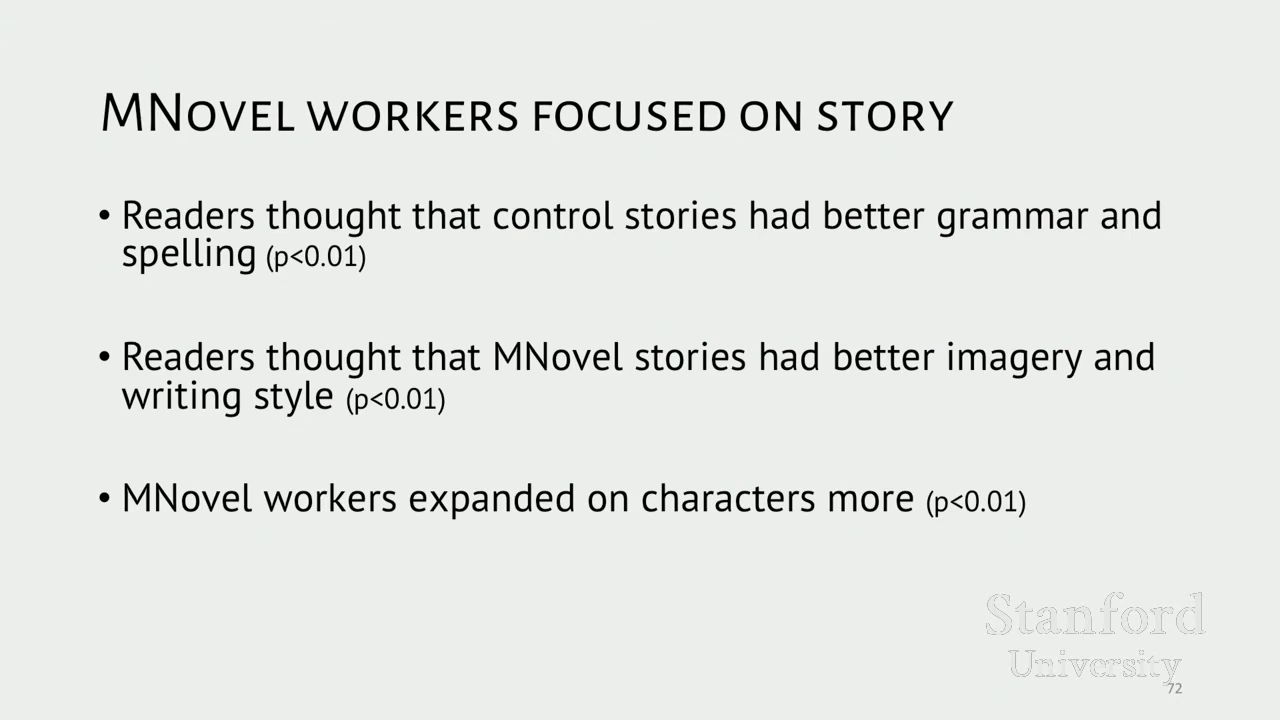 MNovel workers focused on story
• Readers thought that control stories had better grammar and
spelling (p<0.01)
• Readers thought that MNovel stories had better imagery and
writing style (p<0.01)
• MNovel workers expanded on characters more (p<0.01)
Stanford
University
72